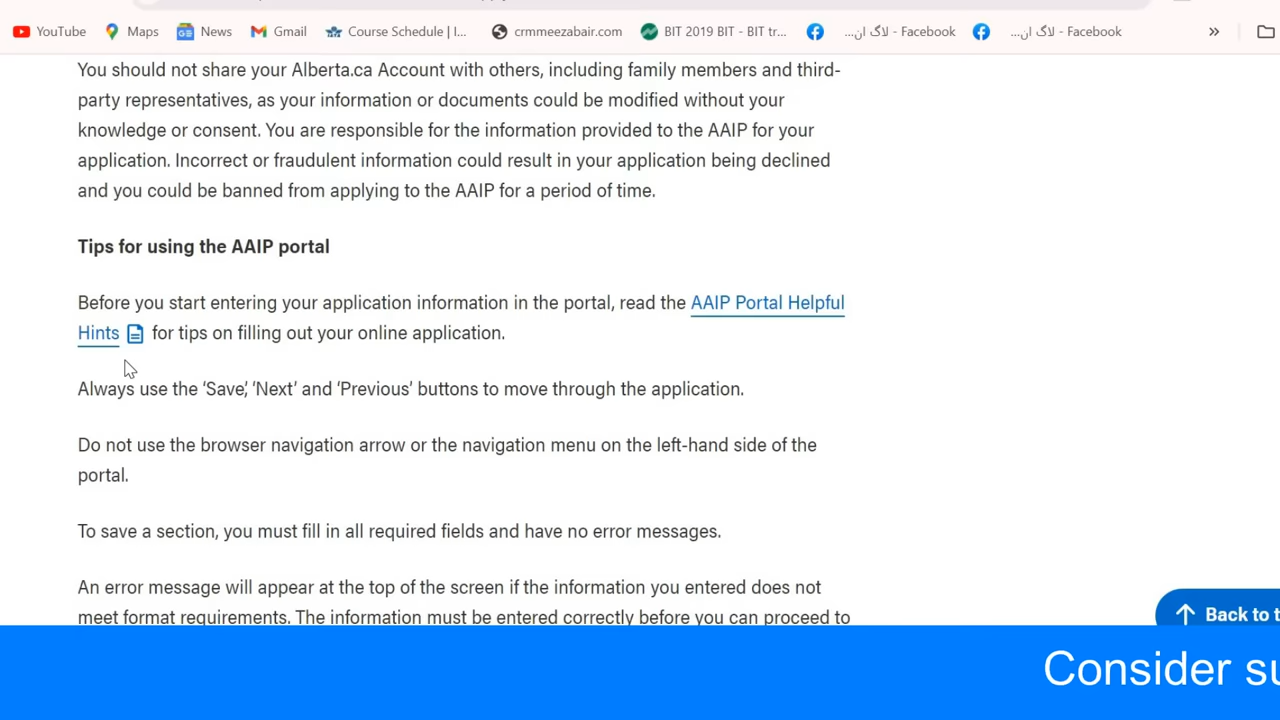 YouTube Maps News Gmail Course Schedule | I... crmmeezabair.com BIT 2019 BIT - BIT tr... لاگ ان - Facebook... لاگ ان - Facebook... »
You should not share your Alberta.ca Account with others, including family members and third-
party representatives, as your information or documents could be modified without your
knowledge or consent. You are responsible for the information provided to the AAIP for your
application. Incorrect or fraudulent information could result in your application being declined
and you could be banned from applying to the AAIP for a period of time.
Tips for using the AAIP portal
Before you start entering your application information in the portal, read the AAIP Portal Helpful
Hints for tips on filling out your online application.
Always use the ‘Save’, ‘Next’ and ‘Previous’ buttons to move through the application.
Do not use the browser navigation arrow or the navigation menu on the left-hand side of the
portal.
To save a section, you must fill in all required fields and have no error messages.
An error message will appear at the top of the screen if the information you entered does not
meet format requirements. The information must be entered correctly before you can proceed to
Back to t
Consider su